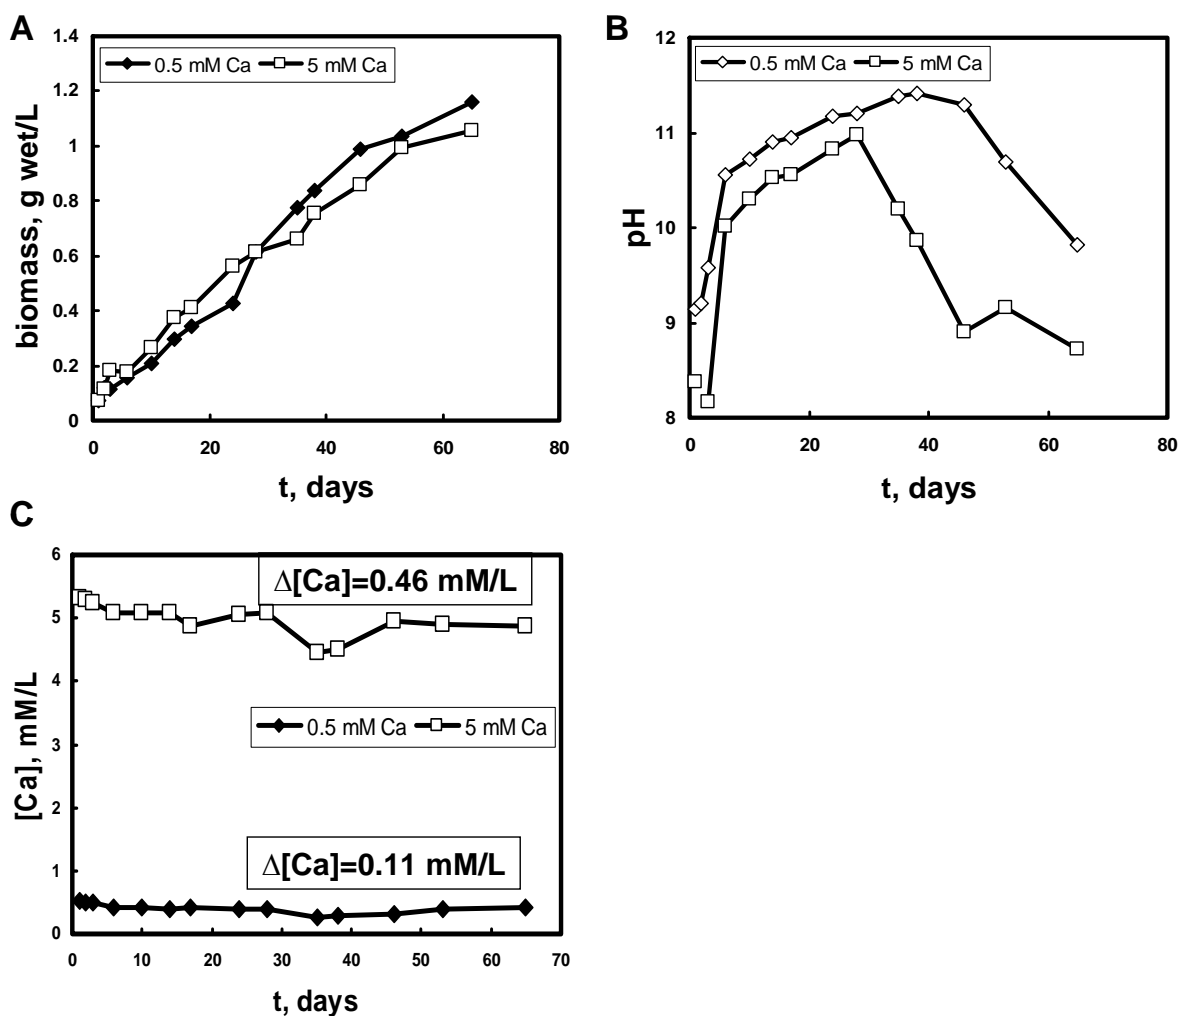 A
1.4
1.2
1
0.8
0.6
0.4
0.2
0
biomass, g wet/L
0.5 mM Ca 5 mM Ca
0 20 40 60 80
t, days
B
12
11
10
9
8
pH
0.5 mM Ca 5 mM Ca
0 20 40 60 80
t, days
C
6
5
4
3
2
1
0
[Ca], mM/L
Δ[Ca]=0.46 mM/L
0.5 mM Ca 5 mM Ca
Δ[Ca]=0.11 mM/L
0 10 20 30 40 50 60 70
t, days